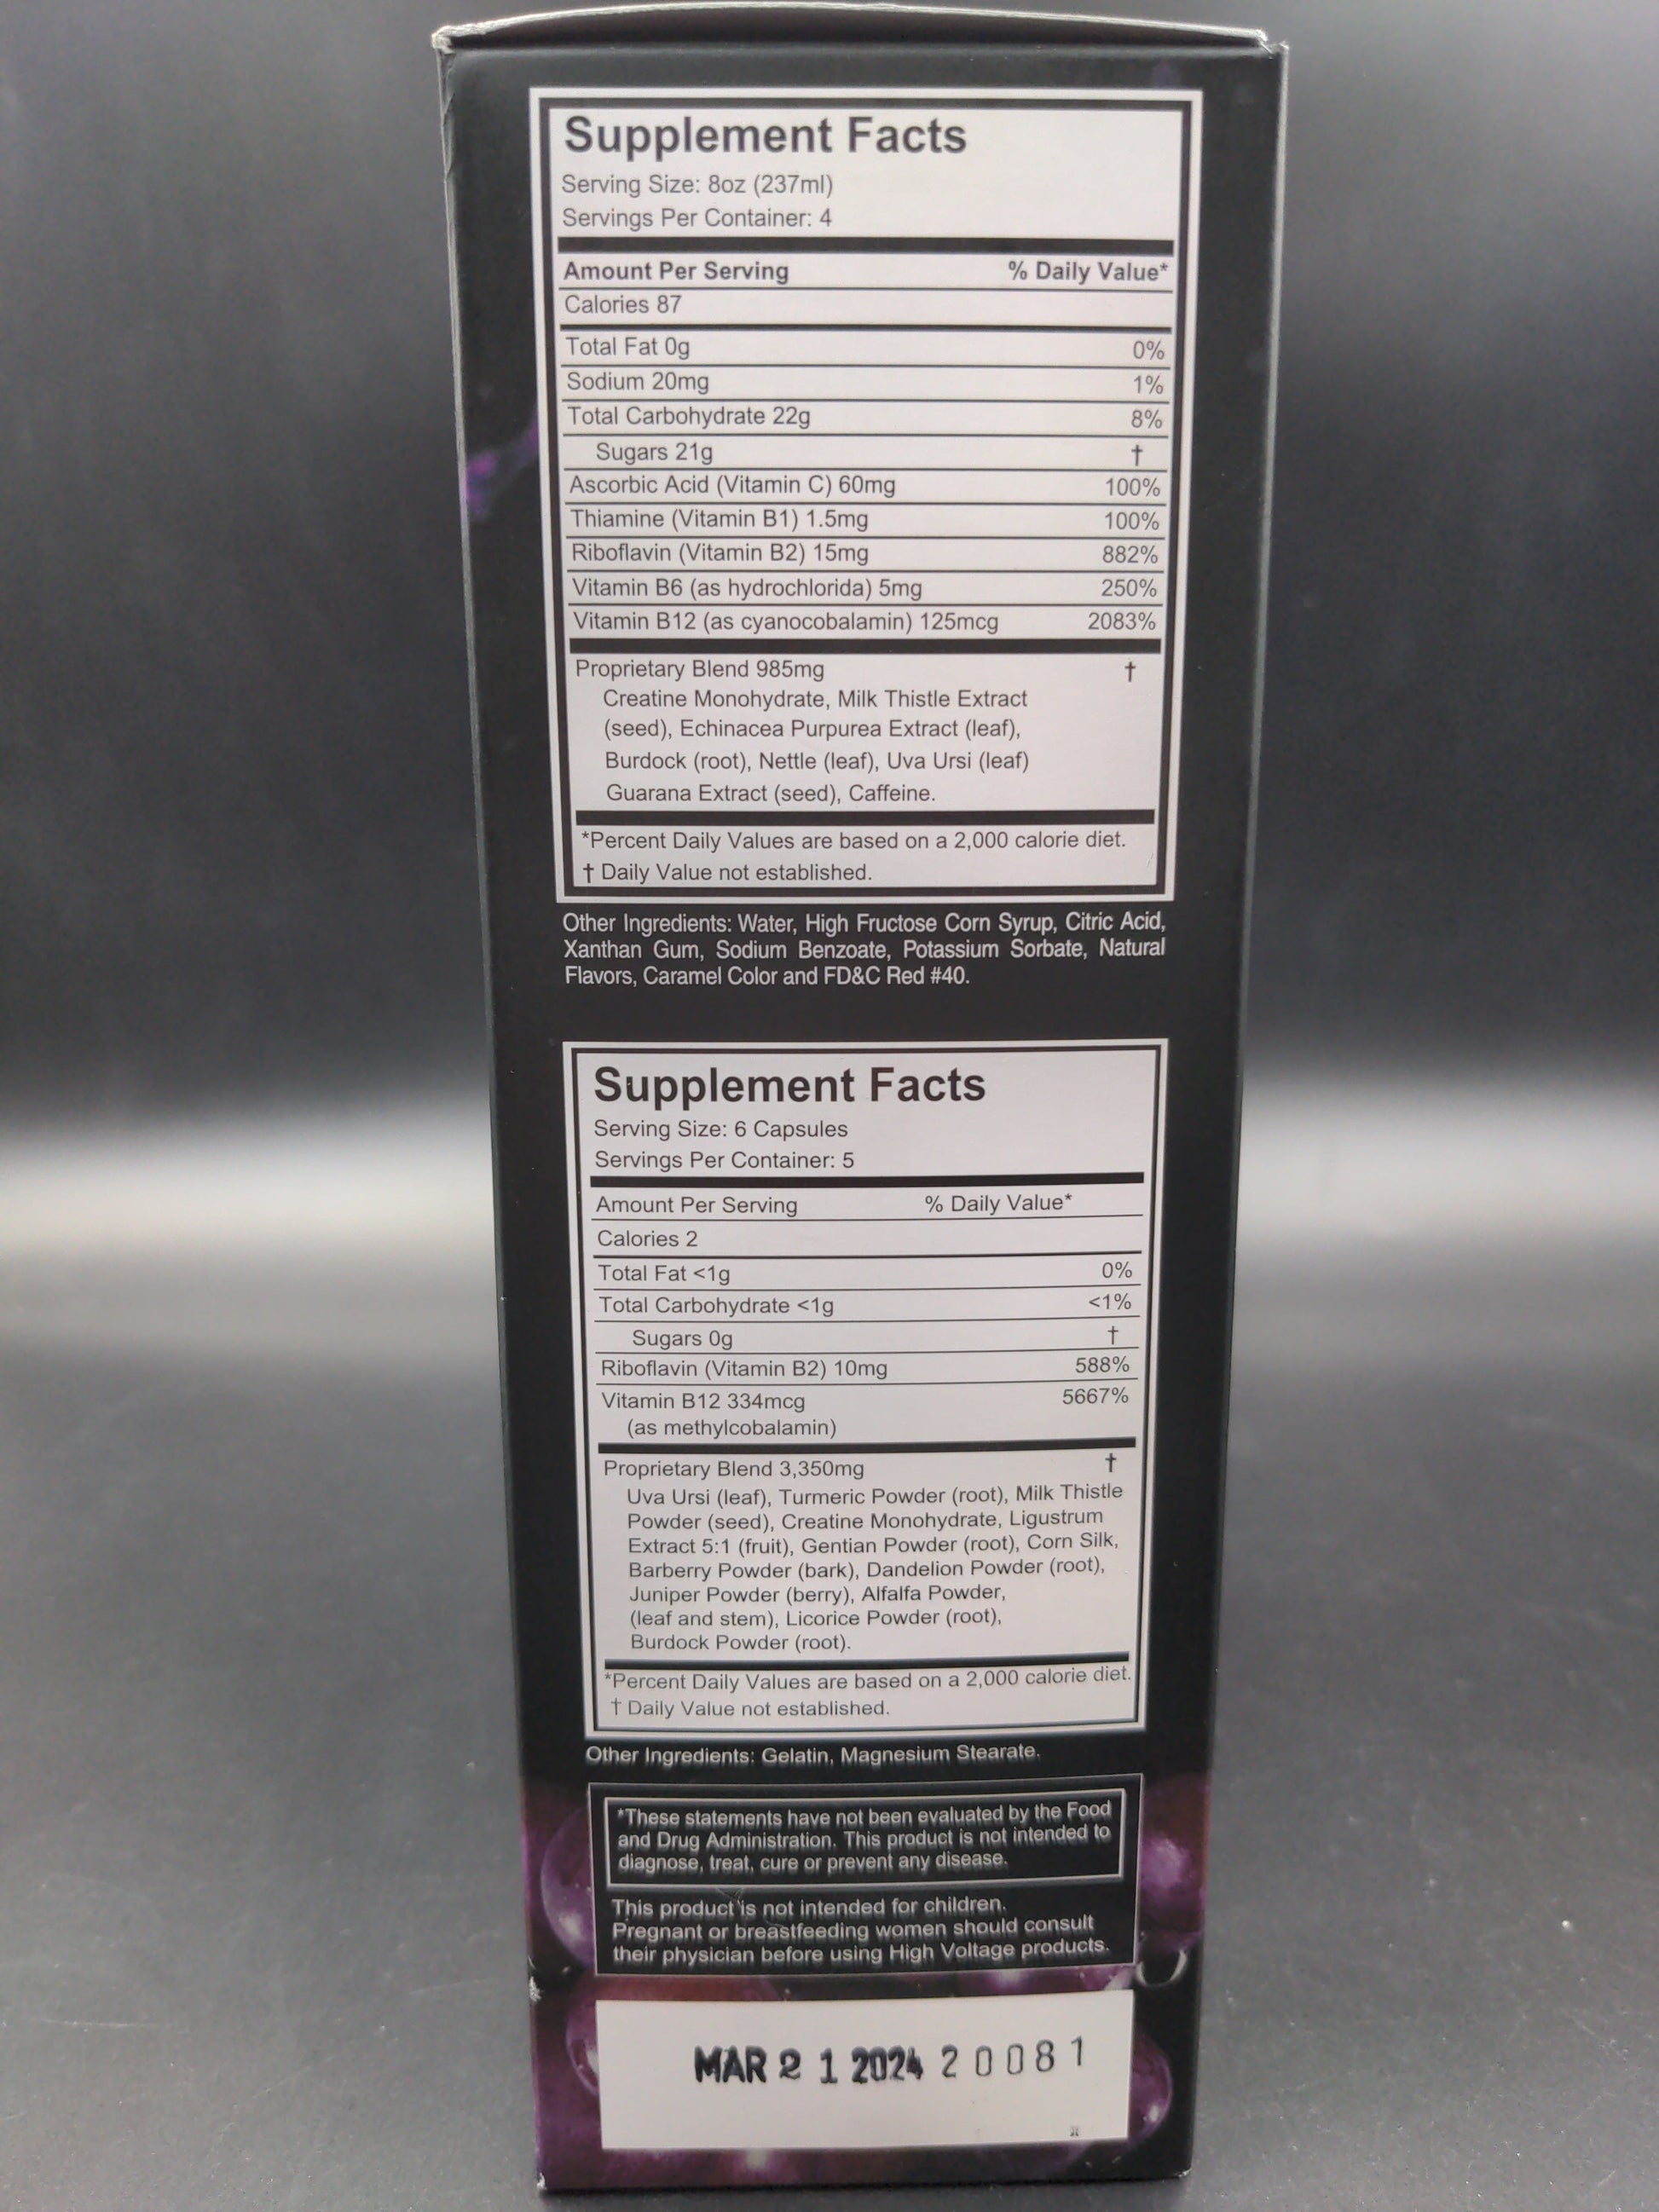 Supplement Facts
Serving Size: 8oz (237ml)
Servings Per Container: 4
Amount Per Serving % Daily Value*
Calories 87
Total Fat 0g 0%
Sodium 20mg 1%
Total Carbohydrate 22g 8%
Sugars 21g †
Ascorbic Acid (Vitamin C) 60mg 100%
Thiamine (Vitamin B1) 1.5mg 100%
Riboflavin (Vitamin B2) 15mg 882%
Vitamin B6 (as hydrochlorida) 5mg 250%
Vitamin B12 (as cyanocobalamin) 125mcg 2083%
Proprietary Blend 985mg †
Creatine Monohydrate, Milk Thistle Extract
(seed), Echinacea Purpurea Extract (leaf),
Burdock (root), Nettle (leaf), Uva Ursi (leaf)
Guarana Extract (seed), Caffeine.
*Percent Daily Values are based on a 2,000 calorie diet.
† Daily Value not established.
Other Ingredients: Water, High Fructose Corn Syrup, Citric Acid,
Xanthan Gum, Sodium Benzoate, Potassium Sorbate, Natural
Flavors, Caramel Color and FD&C Red #40.
Supplement Facts
Serving Size: 6 Capsules
Servings Per Container: 5
Amount Per Serving % Daily Value*
Calories 2
Total Fat <1g 0%
Total Carbohydrate <1g <1%
Sugars 0g †
Riboflavin (Vitamin B2) 10mg 588%
Vitamin B12 334mcg 5667%
(as methylcobalamin)
Proprietary Blend 3,350mg †
Uva Ursi (leaf), Turmeric Powder (root), Milk Thistle
Powder (seed), Creatine Monohydrate, Ligustrum
Extract 5:1 (fruit), Gentian Powder (root), Corn Silk,
Barberry Powder (bark), Dandelion Powder (root),
Juniper Powder (berry), Alfalfa Powder,
(leaf and stem), Licorice Powder (root),
Burdock Powder (root).
*Percent Daily Values are based on a 2,000 calorie diet.
† Daily Value not established.
Other Ingredients: Gelatin, Magnesium Stearate.
*These statements have not been evaluated by the Food
and Drug Administration. This product is not intended to
diagnose, treat, cure or prevent any disease.
This product is not intended for children.
Pregnant or breastfeeding women should consult
their physician before using High Voltage products.
MAR 21 2024 20081